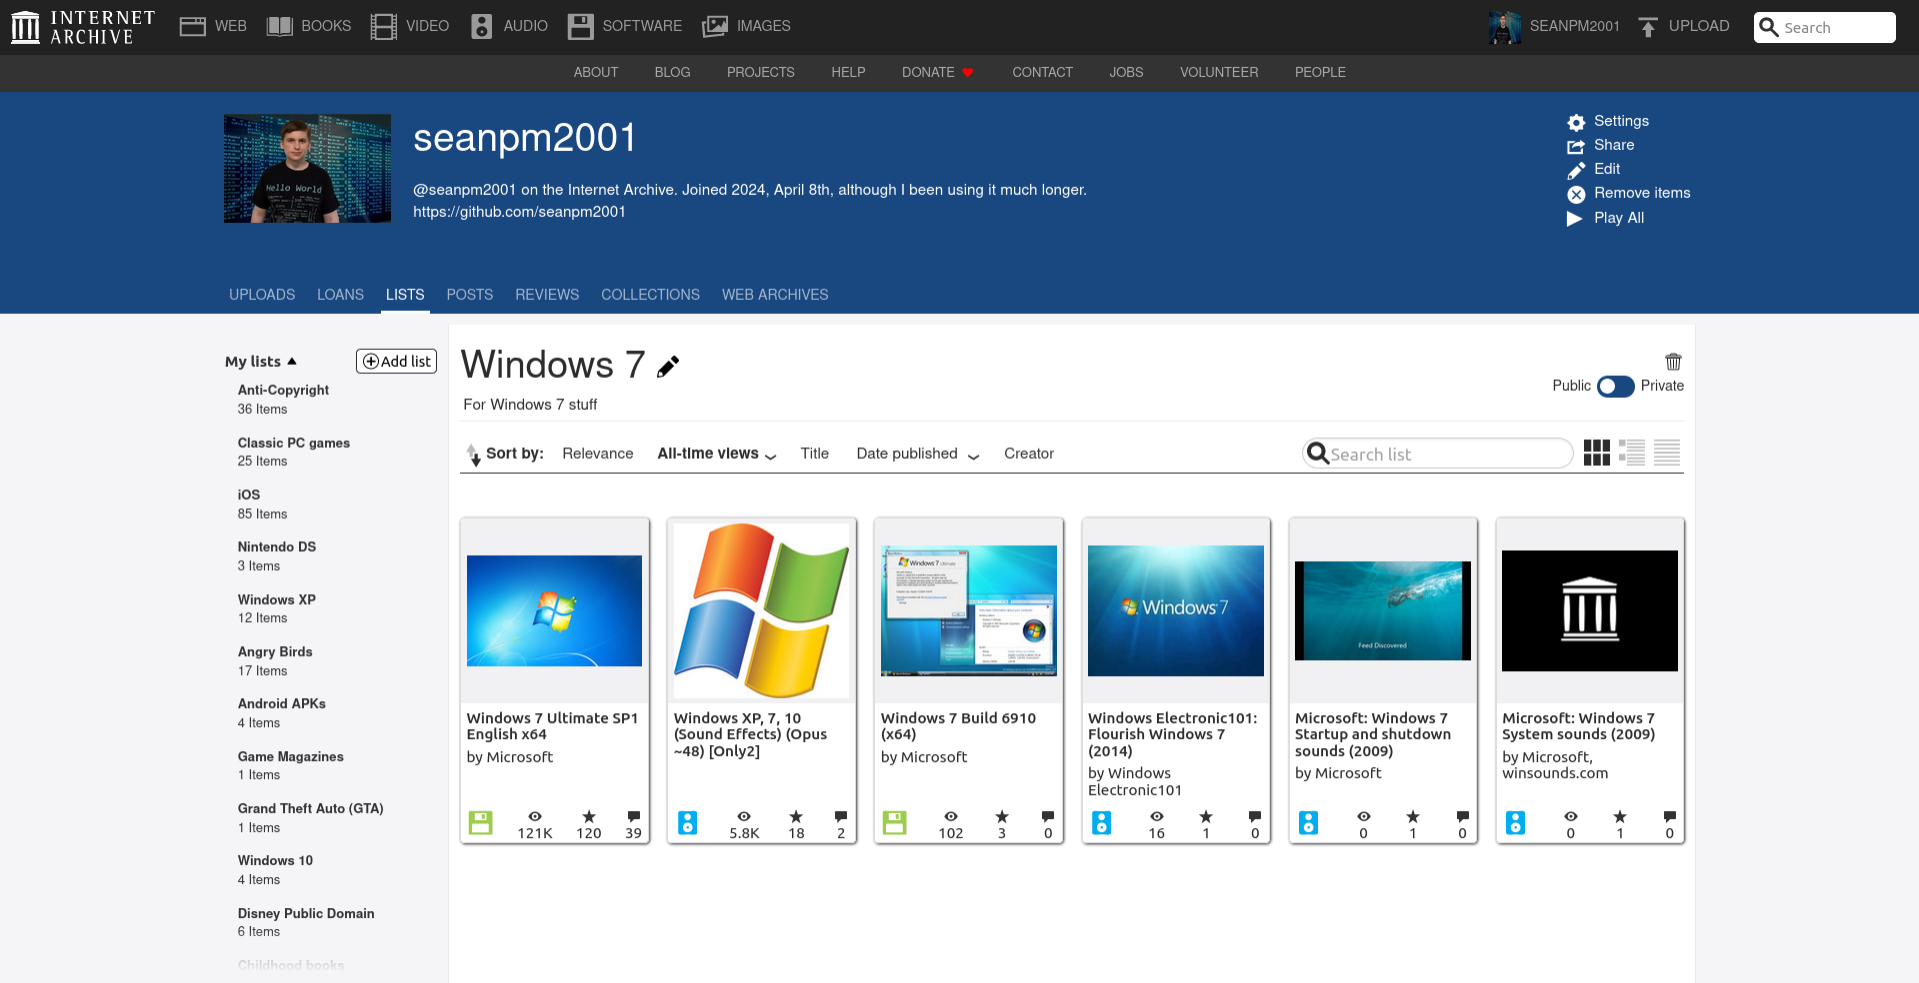 INTERNET ARCHIVE
WEB BOOKS VIDEO AUDIO SOFTWARE IMAGES
SEANPM2001 UPLOAD Search
ABOUT BLOG PROJECTS HELP DONATE CONTACT JOBS VOLUNTEER PEOPLE
Hello World
seanpm2001
@seanpm2001 on the Internet Archive. Joined 2024, April 8th, although I been using it much longer.
https://github.com/seanpm2001
Settings
Share
Edit
Remove items
Play All
UPLOADS LOANS LISTS POSTS REVIEWS COLLECTIONS WEB ARCHIVES
My lists Add list
Anti-Copyright
36 Items
Classic PC games
25 Items
iOS
85 Items
Nintendo DS
3 Items
Windows XP
12 Items
Angry Birds
17 Items
Android APKs
4 Items
Game Magazines
1 Items
Grand Theft Auto (GTA)
1 Items
Windows 10
4 Items
Disney Public Domain
6 Items
Childhood books
Windows 7
For Windows 7 stuff
Public Private
Sort by: Relevance All-time views Title Date published Creator
Search list
Windows 7 Ultimate SP1
English x64
by Microsoft
121K 120 39
Windows XP, 7, 10
(Sound Effects) (Opus
~48) [Only2]
5.8K 18 2
Windows 7 Ultimate
Windows 7 Build 6910
(x64)
by Microsoft
102 3 0
Windows 7
Windows Electronic101:
Flourish Windows 7
(2014)
by Windows
Electronic101
16 1 0
Feed Discovered
Microsoft: Windows 7
Startup and shutdown
sounds (2009)
by Microsoft
0 1 0
Microsoft: Windows 7
System sounds (2009)
by Microsoft,
winsounds.com
0 1 0